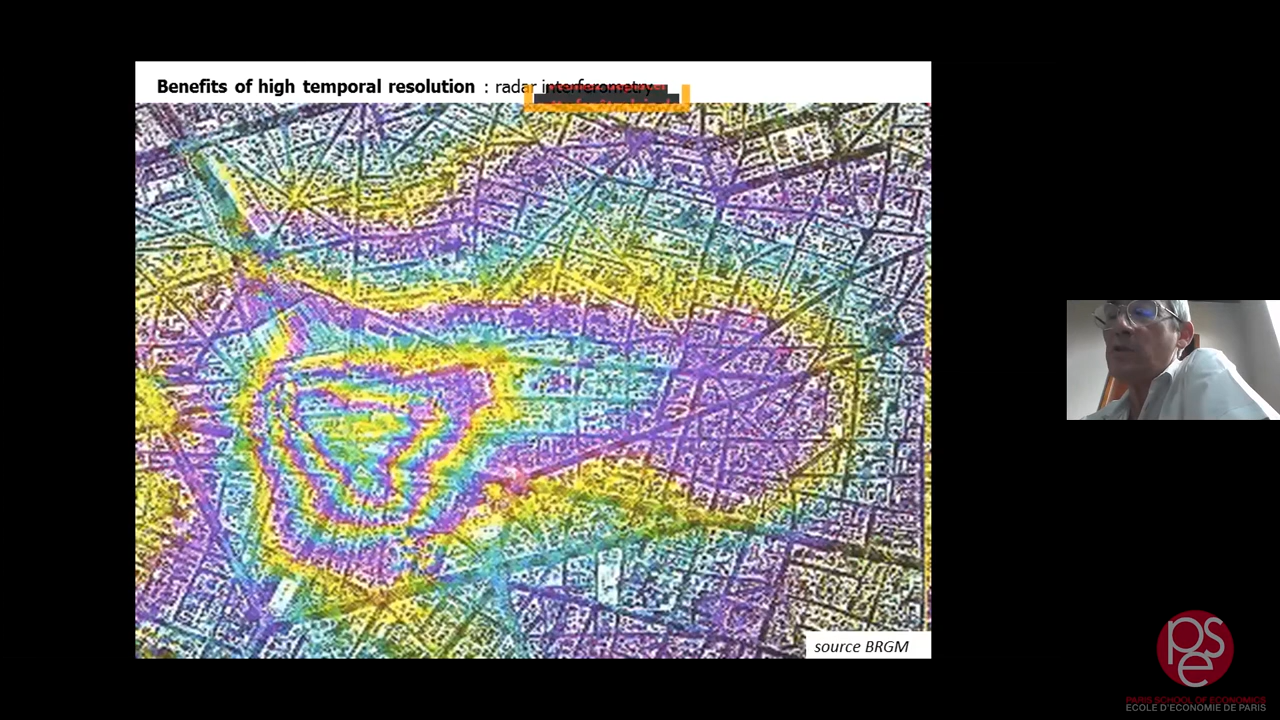 Benefits of high temporal resolution : radar interferometry
source BRGM
pse
PARIS SCHOOL OF ECONOMICS
ECOLE D'ECONOMIE DE PARIS